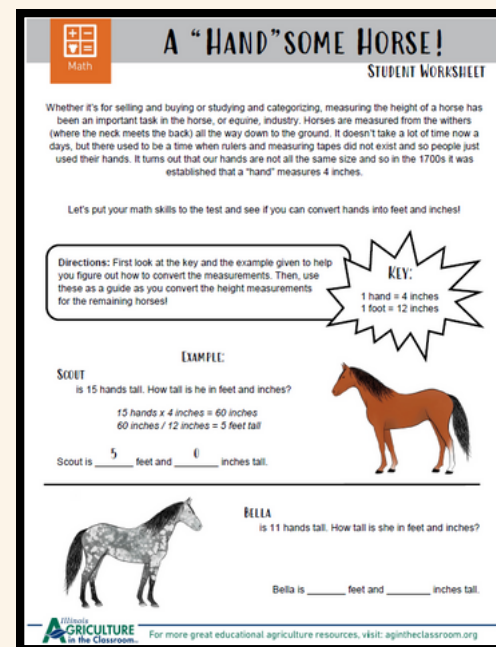 Math
A “HAND”SOME HORSE!
STUDENT WORKSHEET
Whether it's for selling and buying or studying and categorizing, measuring the height of a horse has
been an important task in the horse, or equine, industry. Horses are measured from the withers
(where the neck meets the back) all the way down to the ground. It doesn't take a lot of time now a
days, but there used to be a time when rulers and measuring tapes did not exist and so people just
used their hands. It turns out that our hands are not all the same size and so in the 1700s it was
established that a "hand" measures 4 inches.
Let's put your math skills to the test and see if you can convert hands into feet and inches!
Directions: First look at the key and the example given to help
you figure out how to convert the measurements. Then, use
these as a guide as you convert the height measurements
for the remaining horses!
KEY:
1 hand = 4 inches
1 foot = 12 inches
EXAMPLE:
SCOUT
is 15 hands tall. How tall is he in feet and inches?
15 hands x 4 inches = 60 inches
60 inches / 12 inches = 5 feet tall
Scout is 5 feet and 0 inches tall.
BELLA
is 11 hands tall. How tall is she in feet and inches?
Bella is ______ feet and ______ inches tall.
Illinois
AGRICULTURE
in the Classroom
For more great educational agriculture resources, visit: agintheclassroom.org